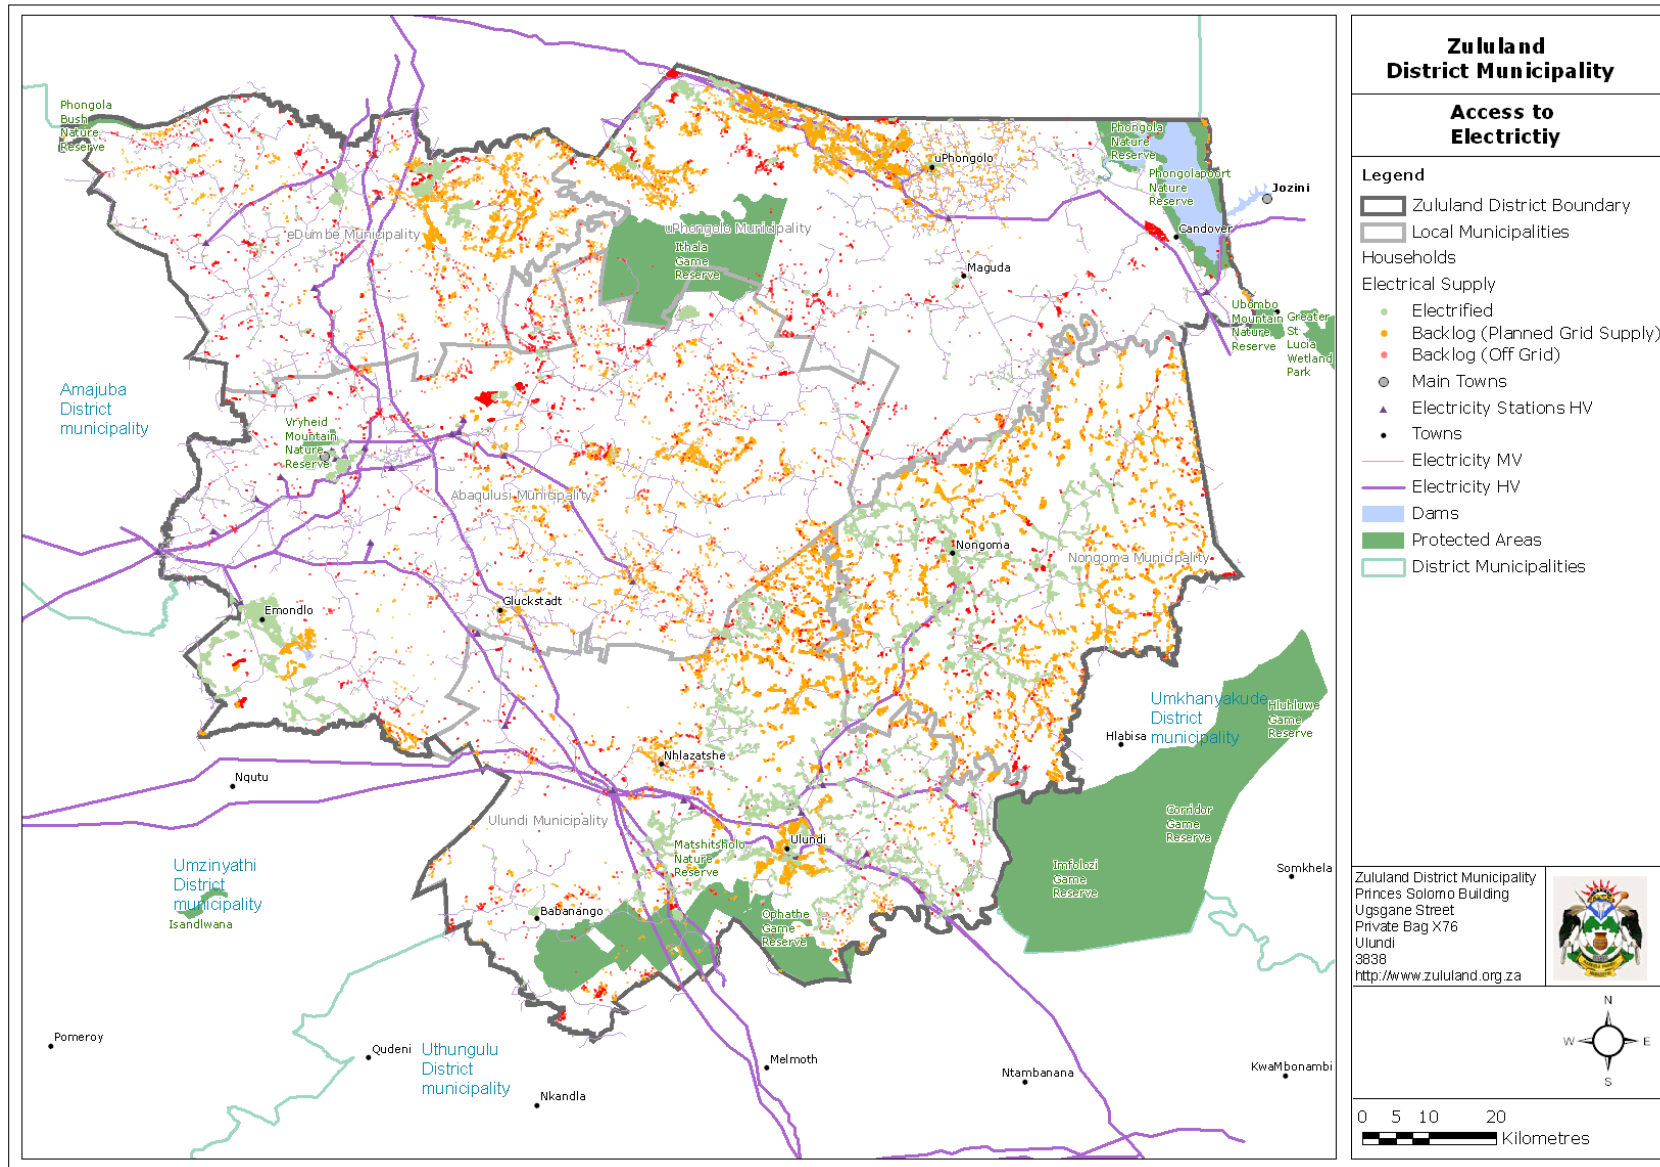 Zululand
District Municipality
Access to
Electrictiy
Legend
Zululand District Boundary
Local Municipalities
Households
Electrical Supply
Electrified
Backlog (Planned Grid Supply)
Backlog (Off Grid)
Main Towns
Electricity Stations HV
Towns
Electricity MV
Electricity HV
Dams
Protected Areas
District Municipalities
Zululand District Municipality
Princes Solomo Building
Ugsgane Street
Private Bag X76
Ulundi
3838
http://www.zululand.org.za
N
W
E
S
0 5 10 20
Kilometres
Phongola
Bush
Nature
Reserve
eDumbe Municipality
uPhongolo Municipality
Ithala
Game
Reserve
uPhongolo
Phongola
Nature
Reserve
Phongolapoort
Nature
Reserve
Jozini
Candover
Maguda
Ubombo
Mountain
Nature
Reserve
Greater
St
Lucia
Wetland
Park
Amajuba
District
municipality
Vryheid
Mountain
Nature
Reserve
Abaqulusi Municipality
Nongoma
Nongoma Municipality
Gluckstadt
Emondlo
Umkhanyakude
District
municipality
Hluhluwe
Game
Reserve
Hlabisa
Nhlazatshe
Nqutu
Ulundi Municipality
Ulundi
Matshitsholo
Nature
Reserve
Corridor
Game
Reserve
Imfolozi
Game
Reserve
Somkhela
Umzinyathi
District
municipality
Isandlwana
Babanango
Ophathe
Game
Reserve
Pomeroy
Qudeni
Uthungulu
District
municipality
Nkandla
Melmoth
Ntambanana
KwaMbonambi